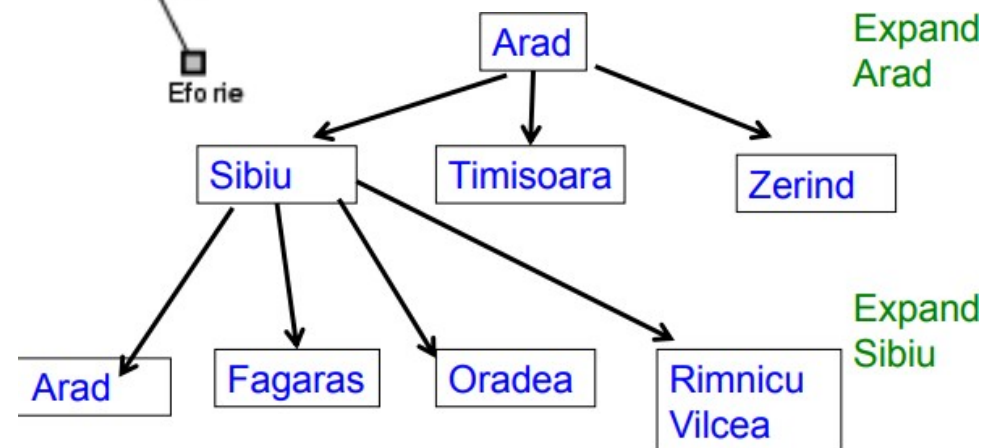 Arad
Expand
Arad
Efo rie
Sibiu
Timisoara
Zerind
Expand
Sibiu
Arad
Fagaras
Oradea
Rimnicu
Vilcea